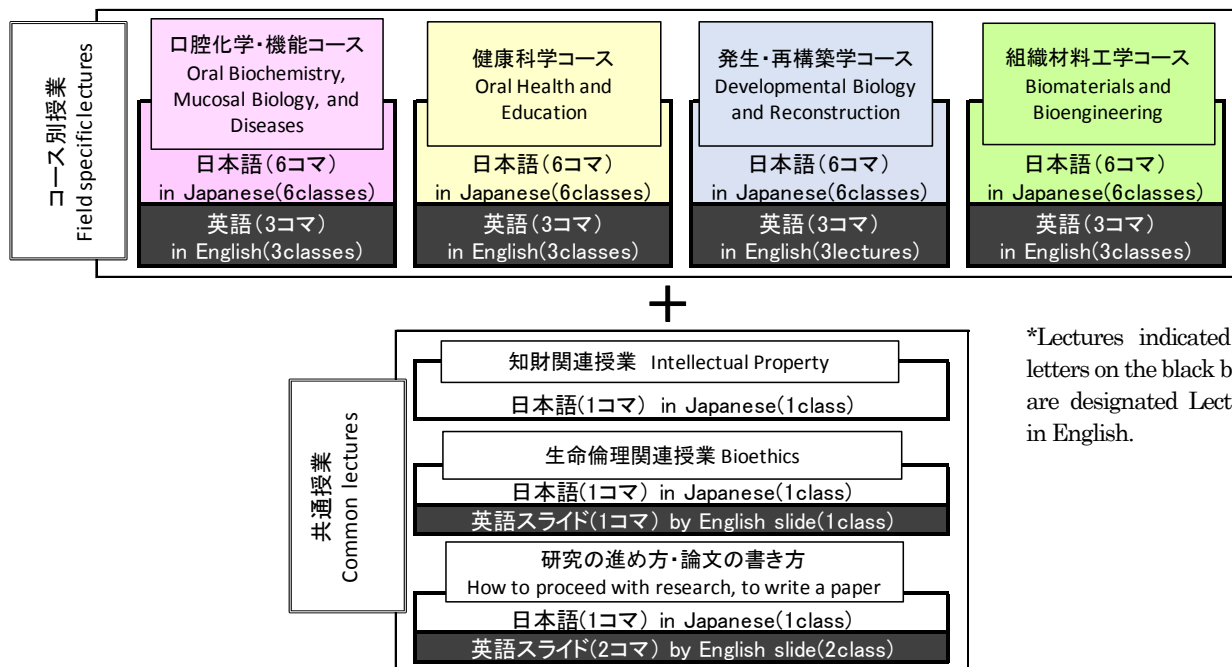 コース別授業
Field specific lectures
口腔化学・機能コース
Oral Biochemistry,
Mucosal Biology, and
Diseases
日本語(6コマ)
in Japanese(6classes)
英語(3コマ)
in English(3classes)
健康科学コース
Oral Health and
Education
日本語(6コマ)
in Japanese(6classes)
英語(3コマ)
in English(3classes)
発生・再構築学コース
Developmental Biology
and Reconstruction
日本語(6コマ)
in Japanese(6classes)
英語(3コマ)
in English(3lectures)
組織材料工学コース
Biomaterials and
Bioengineering
日本語(6コマ)
in Japanese(6classes)
英語(3コマ)
in English(3classes)
+
共通授業
Common lectures
知財関連授業 Intellectual Property
日本語(1コマ) in Japanese(1class)
生命倫理関連授業 Bioethics
日本語(1コマ) in Japanese(1class)
英語スライド(1コマ) by English slide(1class)
研究の進め方・論文の書き方
How to proceed with research, to write a paper
日本語(1コマ) in Japanese(1class)
英語スライド(2コマ) by English slide(2class)
*Lectures indicated
letters on the black b
are designated Lect
in English.